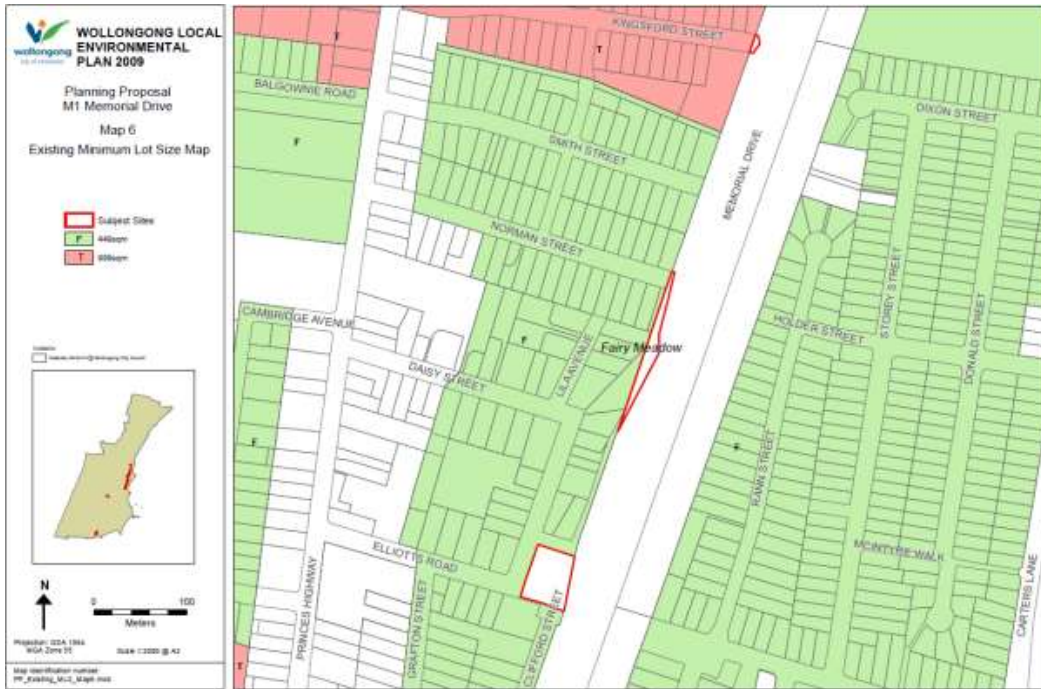 wollongong
WOLLONGONG LOCAL
ENVIRONMENTAL
PLAN 2009
Planning Proposal
M1 Memorial Drive
Map 6
Existing Minimum Lot Size Map
Subject Sites
F
T
N
0 100
Meters
KINGSFORD STREET
T
T
BALGOWNIE ROAD
F
SMITH STREET
MEMORIAL DRIVE
DIXON STREET
NORMAN STREET
STOREY STREET
DONALD STREET
CAMBRIDGE AVENUE
F
LILA AVENUE
Fairy Meadow
HOLDER STREET
DAISY STREET
F
F
RANN STREET
ELLIOTTS ROAD
MCINTYRE WALK
PRINCES HIGHWAY
GRAFTON STREET
CLIFFORD STREET
CARTERS LANE
T